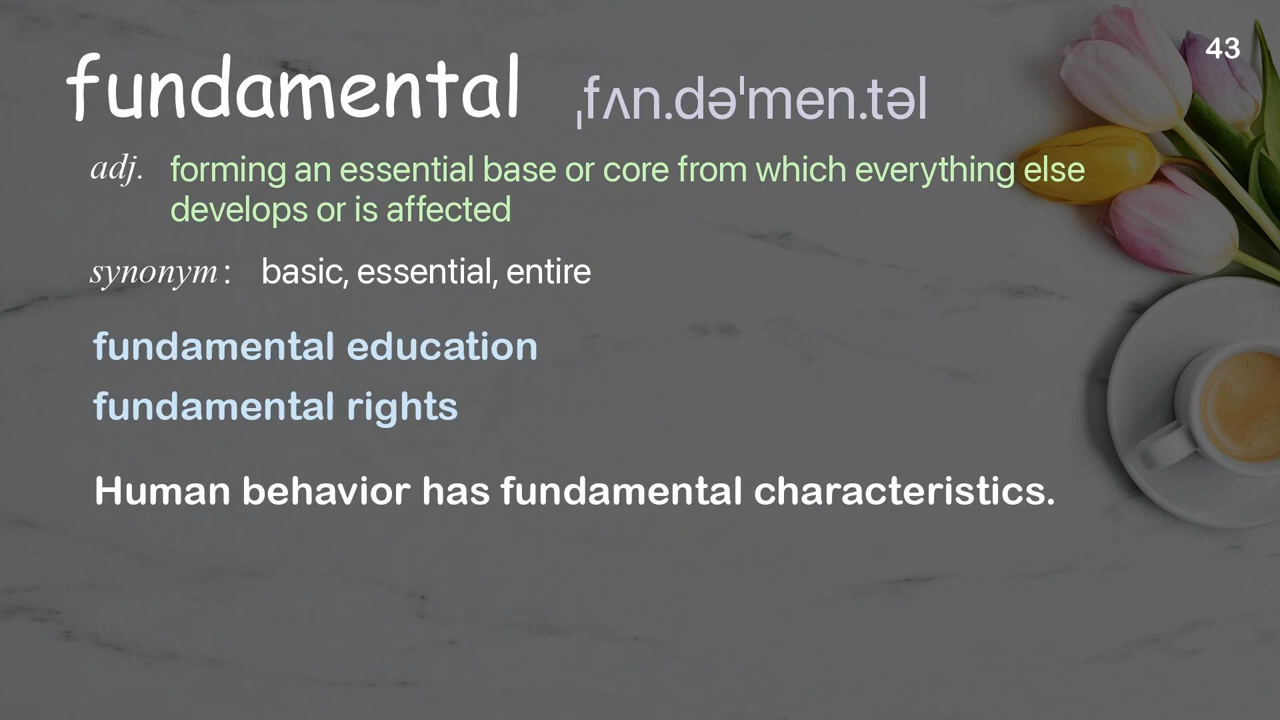 43
fundamental ˌfʌn.dəˈmen.təl
adj. forming an essential base or core from which everything else
develops or is affected
synonym : basic, essential, entire
fundamental education
fundamental rights
Human behavior has fundamental characteristics.